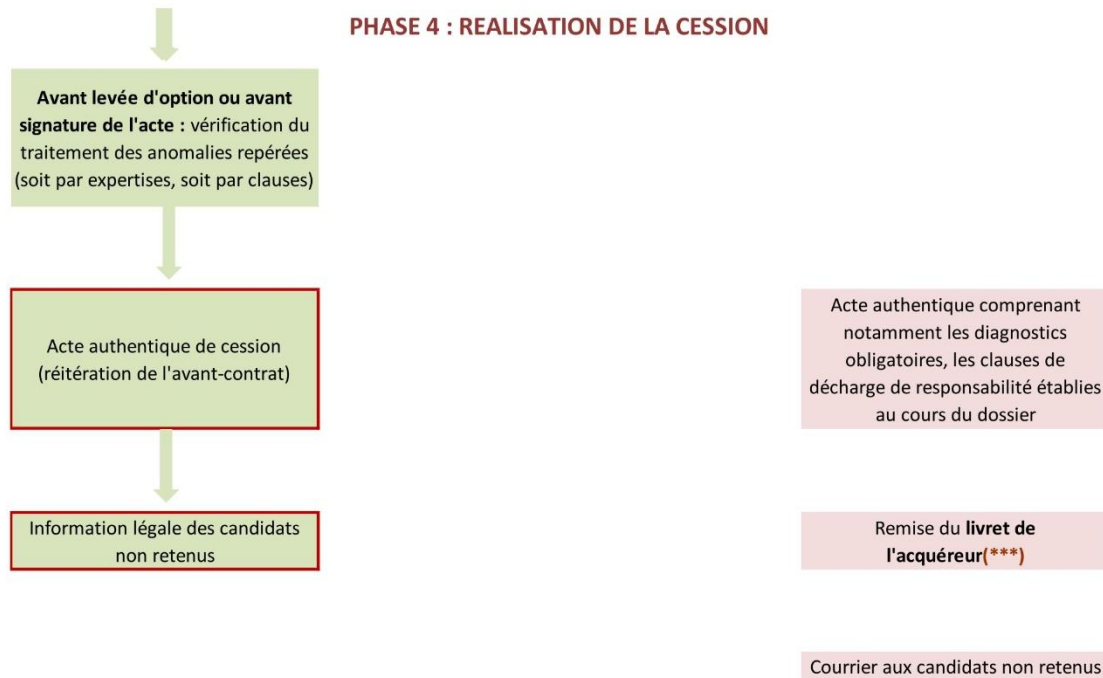 PHASE 4 : REALISATION DE LA CESSION
Avant levée d'option ou avant
signature de l'acte : vérification du
traitement des anomalies repérées
(soit par expertises, soit par clauses)
Acte authentique de cession
(réitération de l'avant-contrat)
Acte authentique comprenant
notamment les diagnostics
obligatoires, les clauses de
décharge de responsabilité établies
au cours du dossier
Information légale des candidats
non retenus
Remise du livret de
l'acquéreur(***)
Courrier aux candidats non retenus